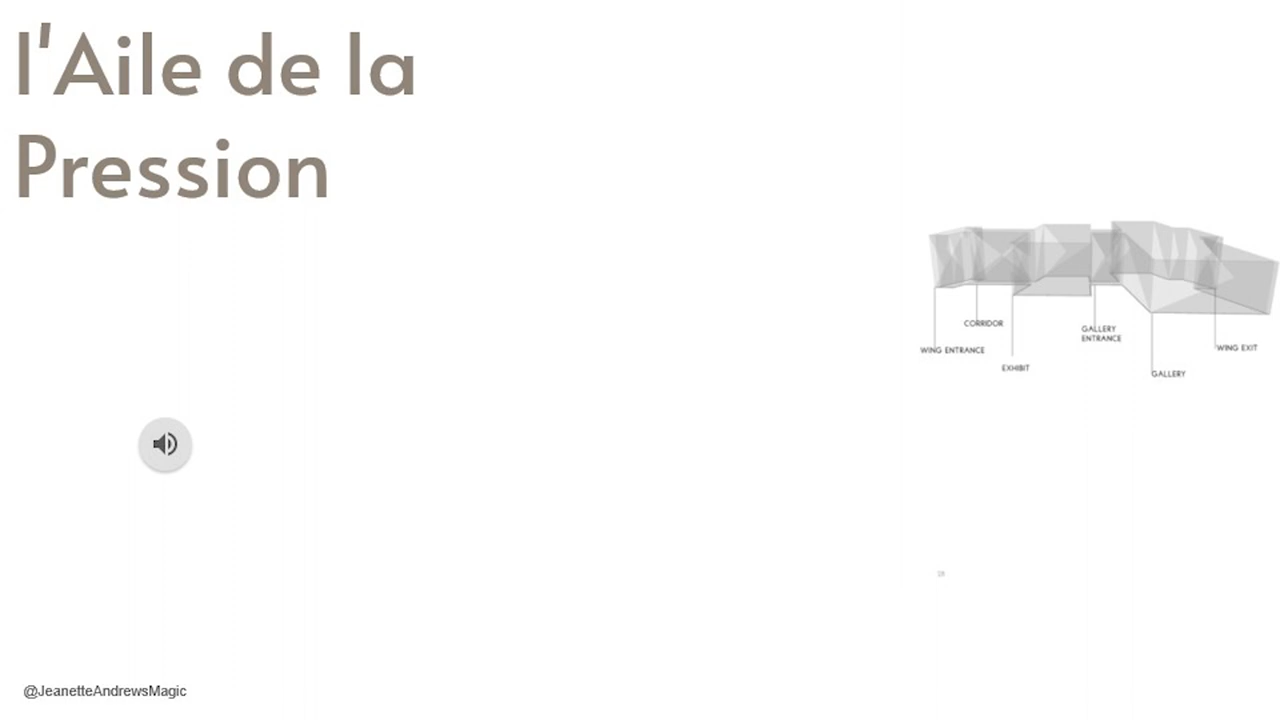 l'Aile de la
Pression
CORRIDOR
GALLERY
ENTRANCE
WING ENTRANCE
WING EXIT
EXHIBIT
GALLERY
@JeanetteAndrewsMagic